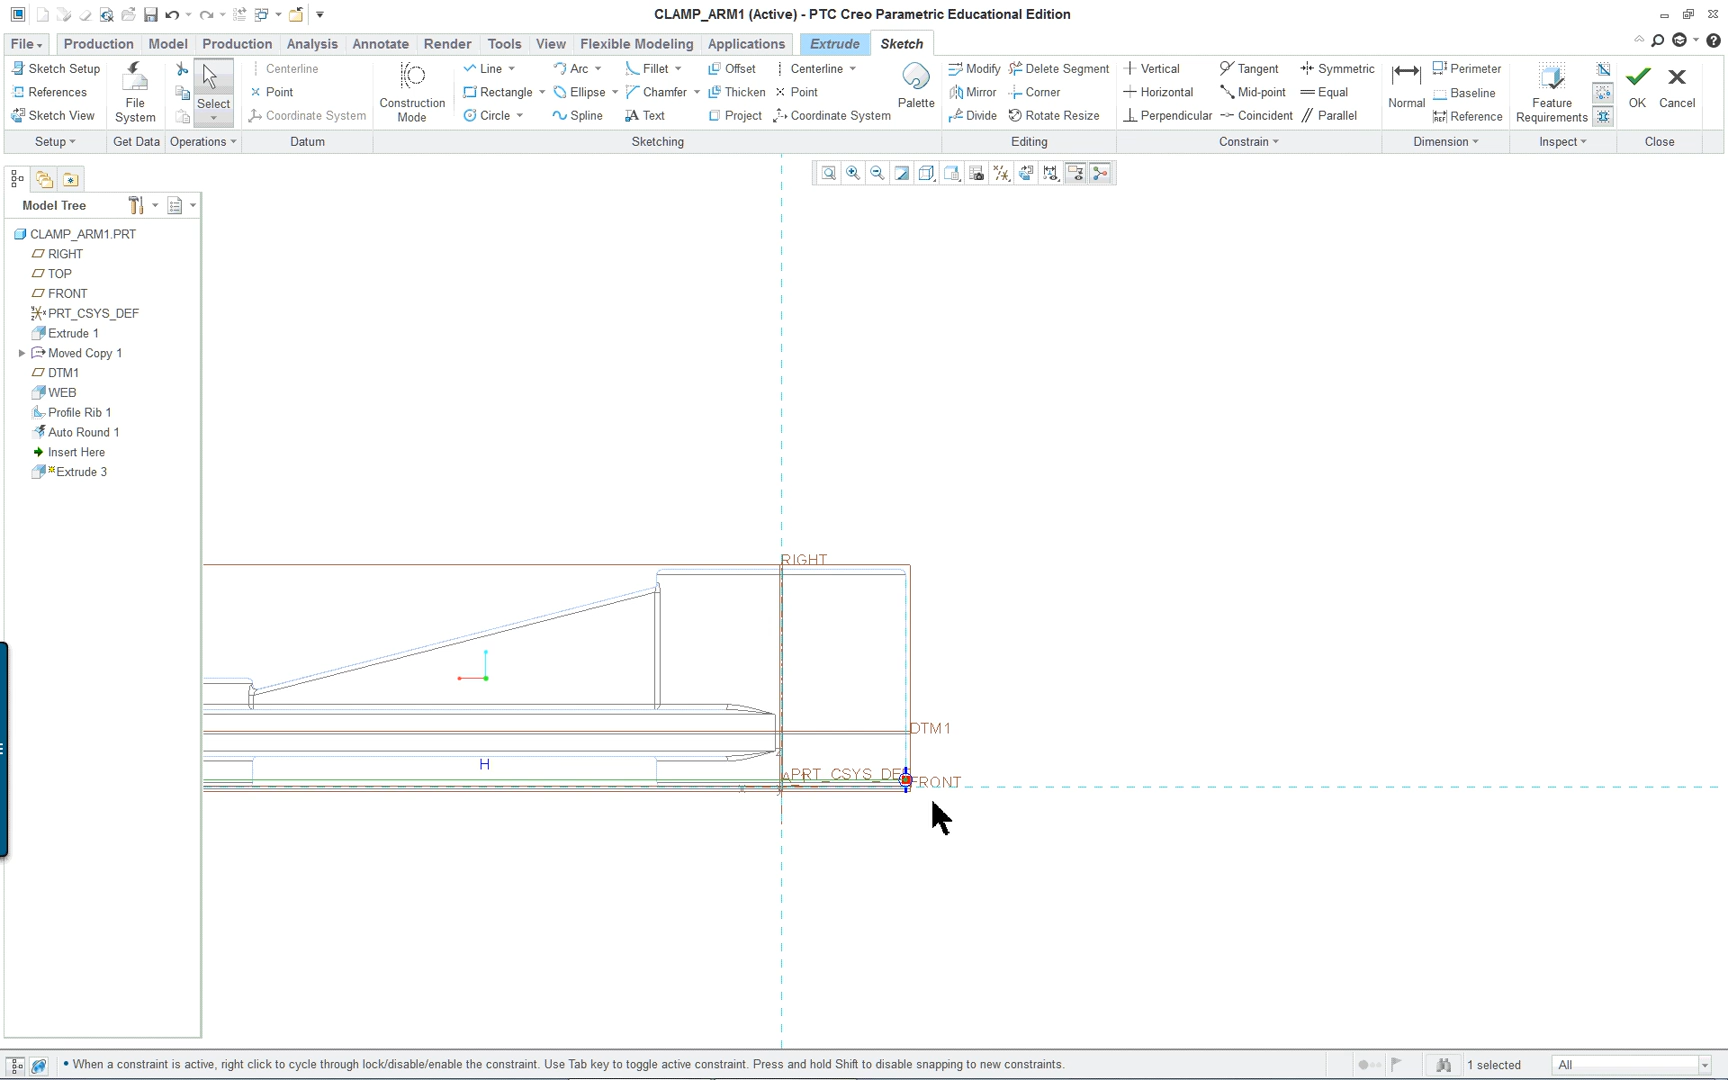 CLAMP_ARM1 (Active) - PTC Creo Parametric Educational Edition
File Production Model Production Analysis Annotate Render Tools View Flexible Modeling Applications Extrude Sketch
Sketch Setup
References
Sketch View
Setup
File System
Get Data
Select
Operations
Centerline
Point
Coordinate System
Datum
Construction Mode
Line Arc Fillet Offset Centerline
Rectangle Ellipse Chamfer Thicken Point
Circle Spline Text Project Coordinate System
Palette
Sketching
Modify Delete Segment
Mirror Corner
Divide Rotate Resize
Editing
Vertical Tangent Symmetric
Horizontal Mid-point Equal
Perpendicular Coincident Parallel
Constrain
Normal
Perimeter
Baseline
Reference
Dimension
Feature Requirements
Inspect
OK
Cancel
Close
Model Tree
CLAMP_ARM1.PRT
RIGHT
TOP
FRONT
PRT_CSYS_DEF
Extrude 1
Moved Copy 1
DTM1
WEB
Profile Rib 1
Auto Round 1
Insert Here
Extrude 3
RIGHT
DTM1
H
PRT_CSYS_DE
FRONT
When a constraint is active, right click to cycle through lock/disable/enable the constraint. Use Tab key to toggle active constraint. Press and hold Shift to disable snapping to new constraints.
1 selected
All